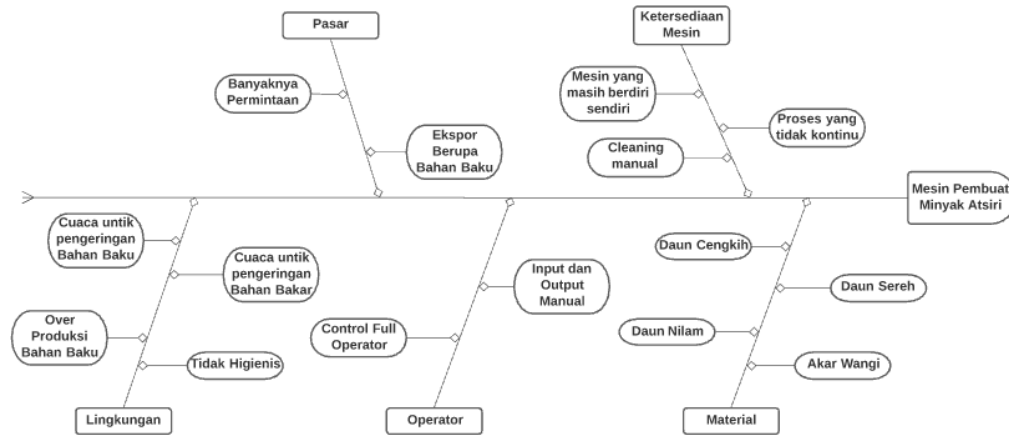 Pasar
Ketersediaan
Mesin
Banyaknya
Permintaan
Ekspor
Berupa
Bahan Baku
Mesin yang
masih berdiri
sendiri
Proses yang
tidak kontinu
Cleaning
manual
Mesin Pembuat
Minyak Atsiri
Cuaca untik
pengeringan
Bahan Baku
Cuaca untik
pengeringan
Bahan Bakar
Over
Produksi
Bahan Baku
Tidak Higienis
Input dan
Output
Manual
Control Full
Operator
Daun Cengkih
Daun Sereh
Daun Nilam
Akar Wangi
Lingkungan
Operator
Material